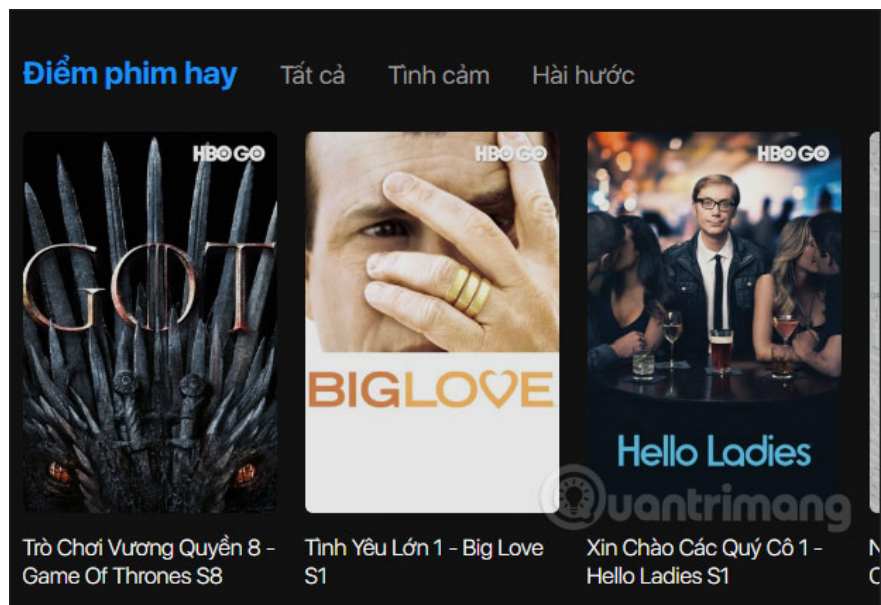 Điểm phim hay Tất cả Tình cảm Hài hước
HBO GO HBO GO HBO GO
GOT
BIGLOVE
Hello Ladies
Quantrimang
Trò Chơi Vương Quyền 8 -
Game Of Thrones S8
Tình Yêu Lớn 1 - Big Love
S1
Xin Chào Các Quý Cô 1 -
Hello Ladies S1